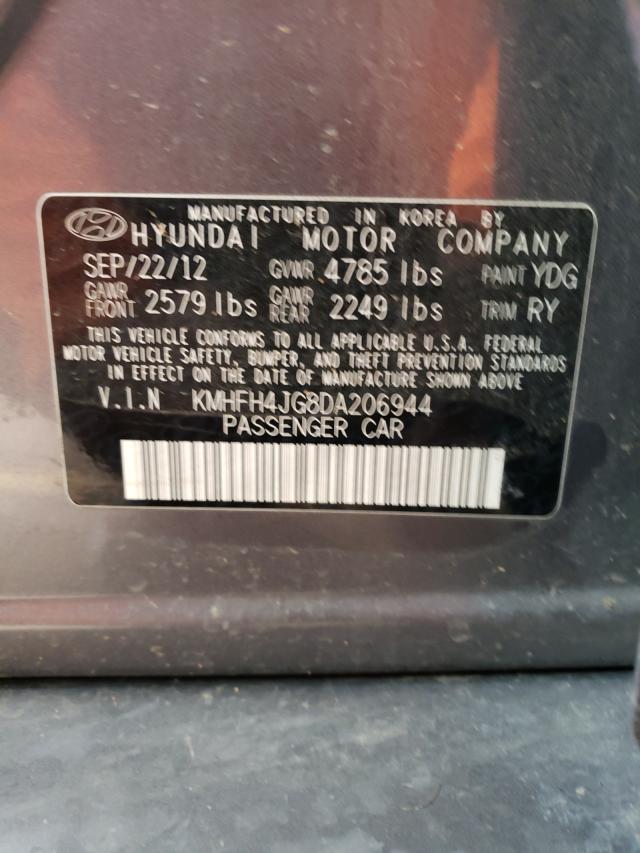 MANUFACTURED IN KOREA BY
HYUNDAI MOTOR COMPANY
SEP/22/12 GVWR 4785 lbs PAINT YDG
GAWR FRONT 2579 lbs GAWR REAR 2249 lbs TRIM RY
THIS VEHICLE CONFORMS TO ALL APPLICABLE U.S.A. FEDERAL
MOTOR VEHICLE SAFETY, BUMPER, AND THEFT PREVENTION STANDARDS
IN EFFECT ON THE DATE OF MANUFACTURE SHOWN ABOVE.
V.I.N KMHFH4JG8DA206944
PASSENGER CAR